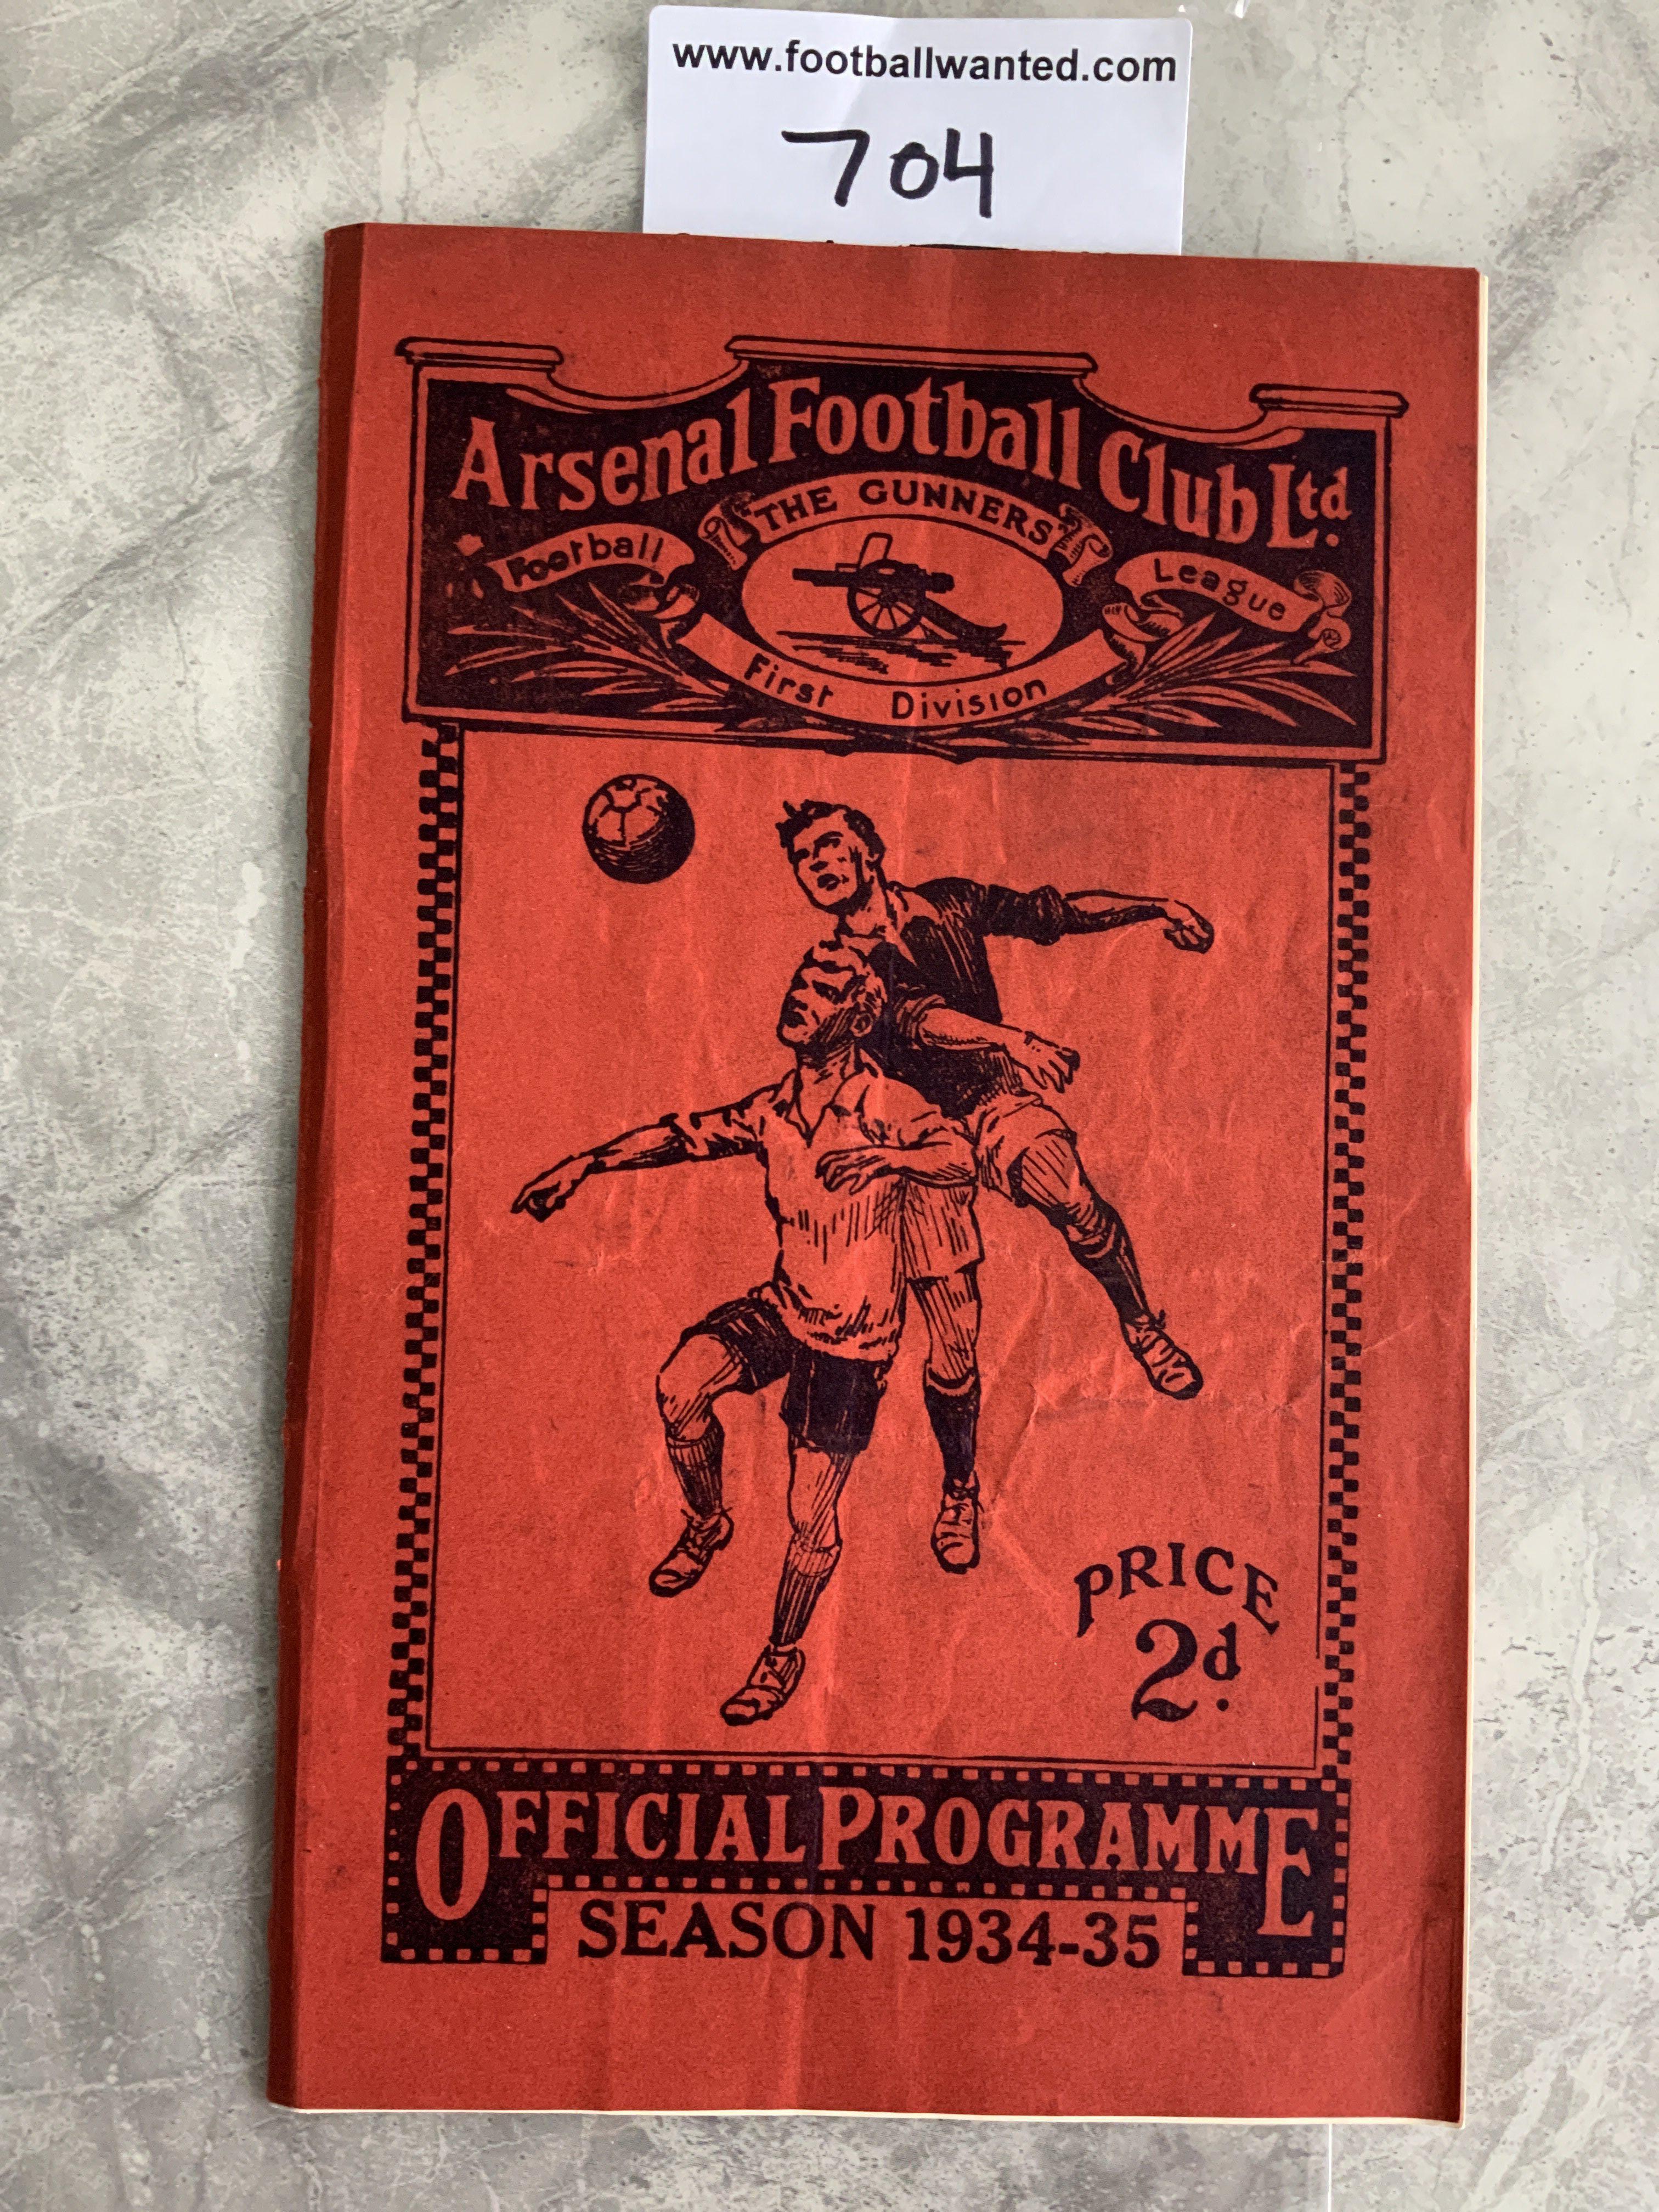 www.footballwanted.com
704
Arsenal Football Club Ltd.
"THE GUNNERS"
Football League
First Division
PRICE
2d.
OFFICIAL PROGRAMME
SEASON 1934-35